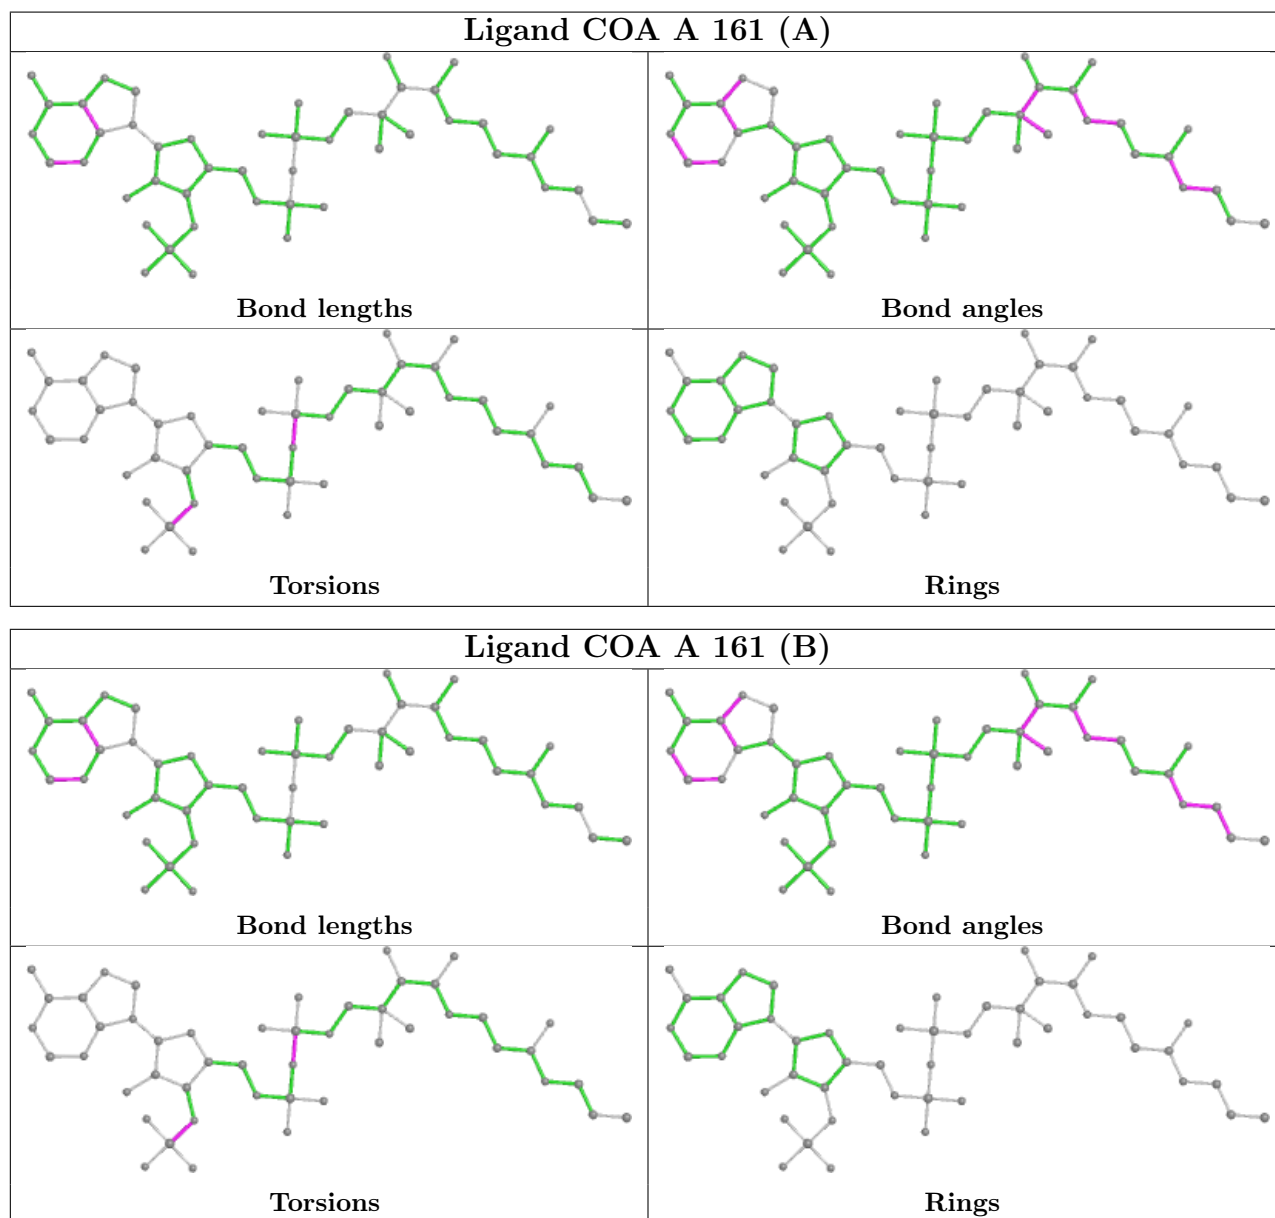 Ligand COA A 161 (A)
Bond lengths
Bond angles
Torsions
Rings
Ligand COA A 161 (B)
Bond lengths
Bond angles
Torsions
Rings